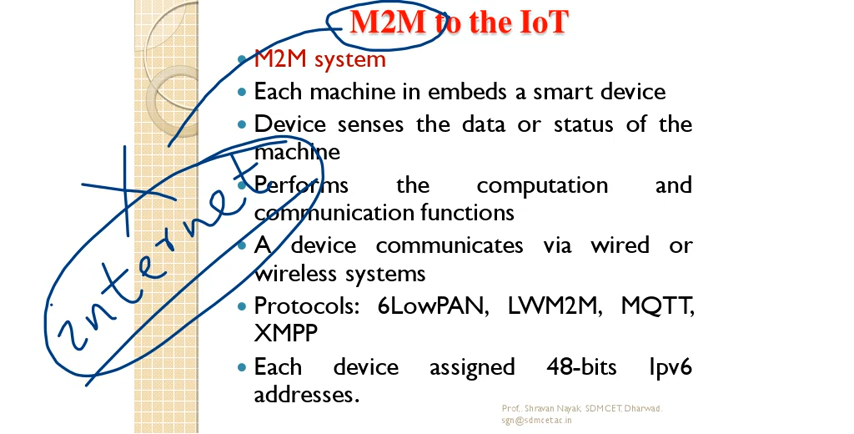 M2M to the IoT
M2M system
Each machine in embeds a smart device
Device senses the data or status of the
machine
Performs the computation and
communication functions
internet
A device communicates via wired or
wireless systems
Protocols: 6LowPAN, LWM2M, MQTT,
XMPP
Each device assigned 48-bits Ipv6
addresses.
Prof. Shravan Nayak, SDMCET, Dharwad
sgn@sdmcet.ac.in